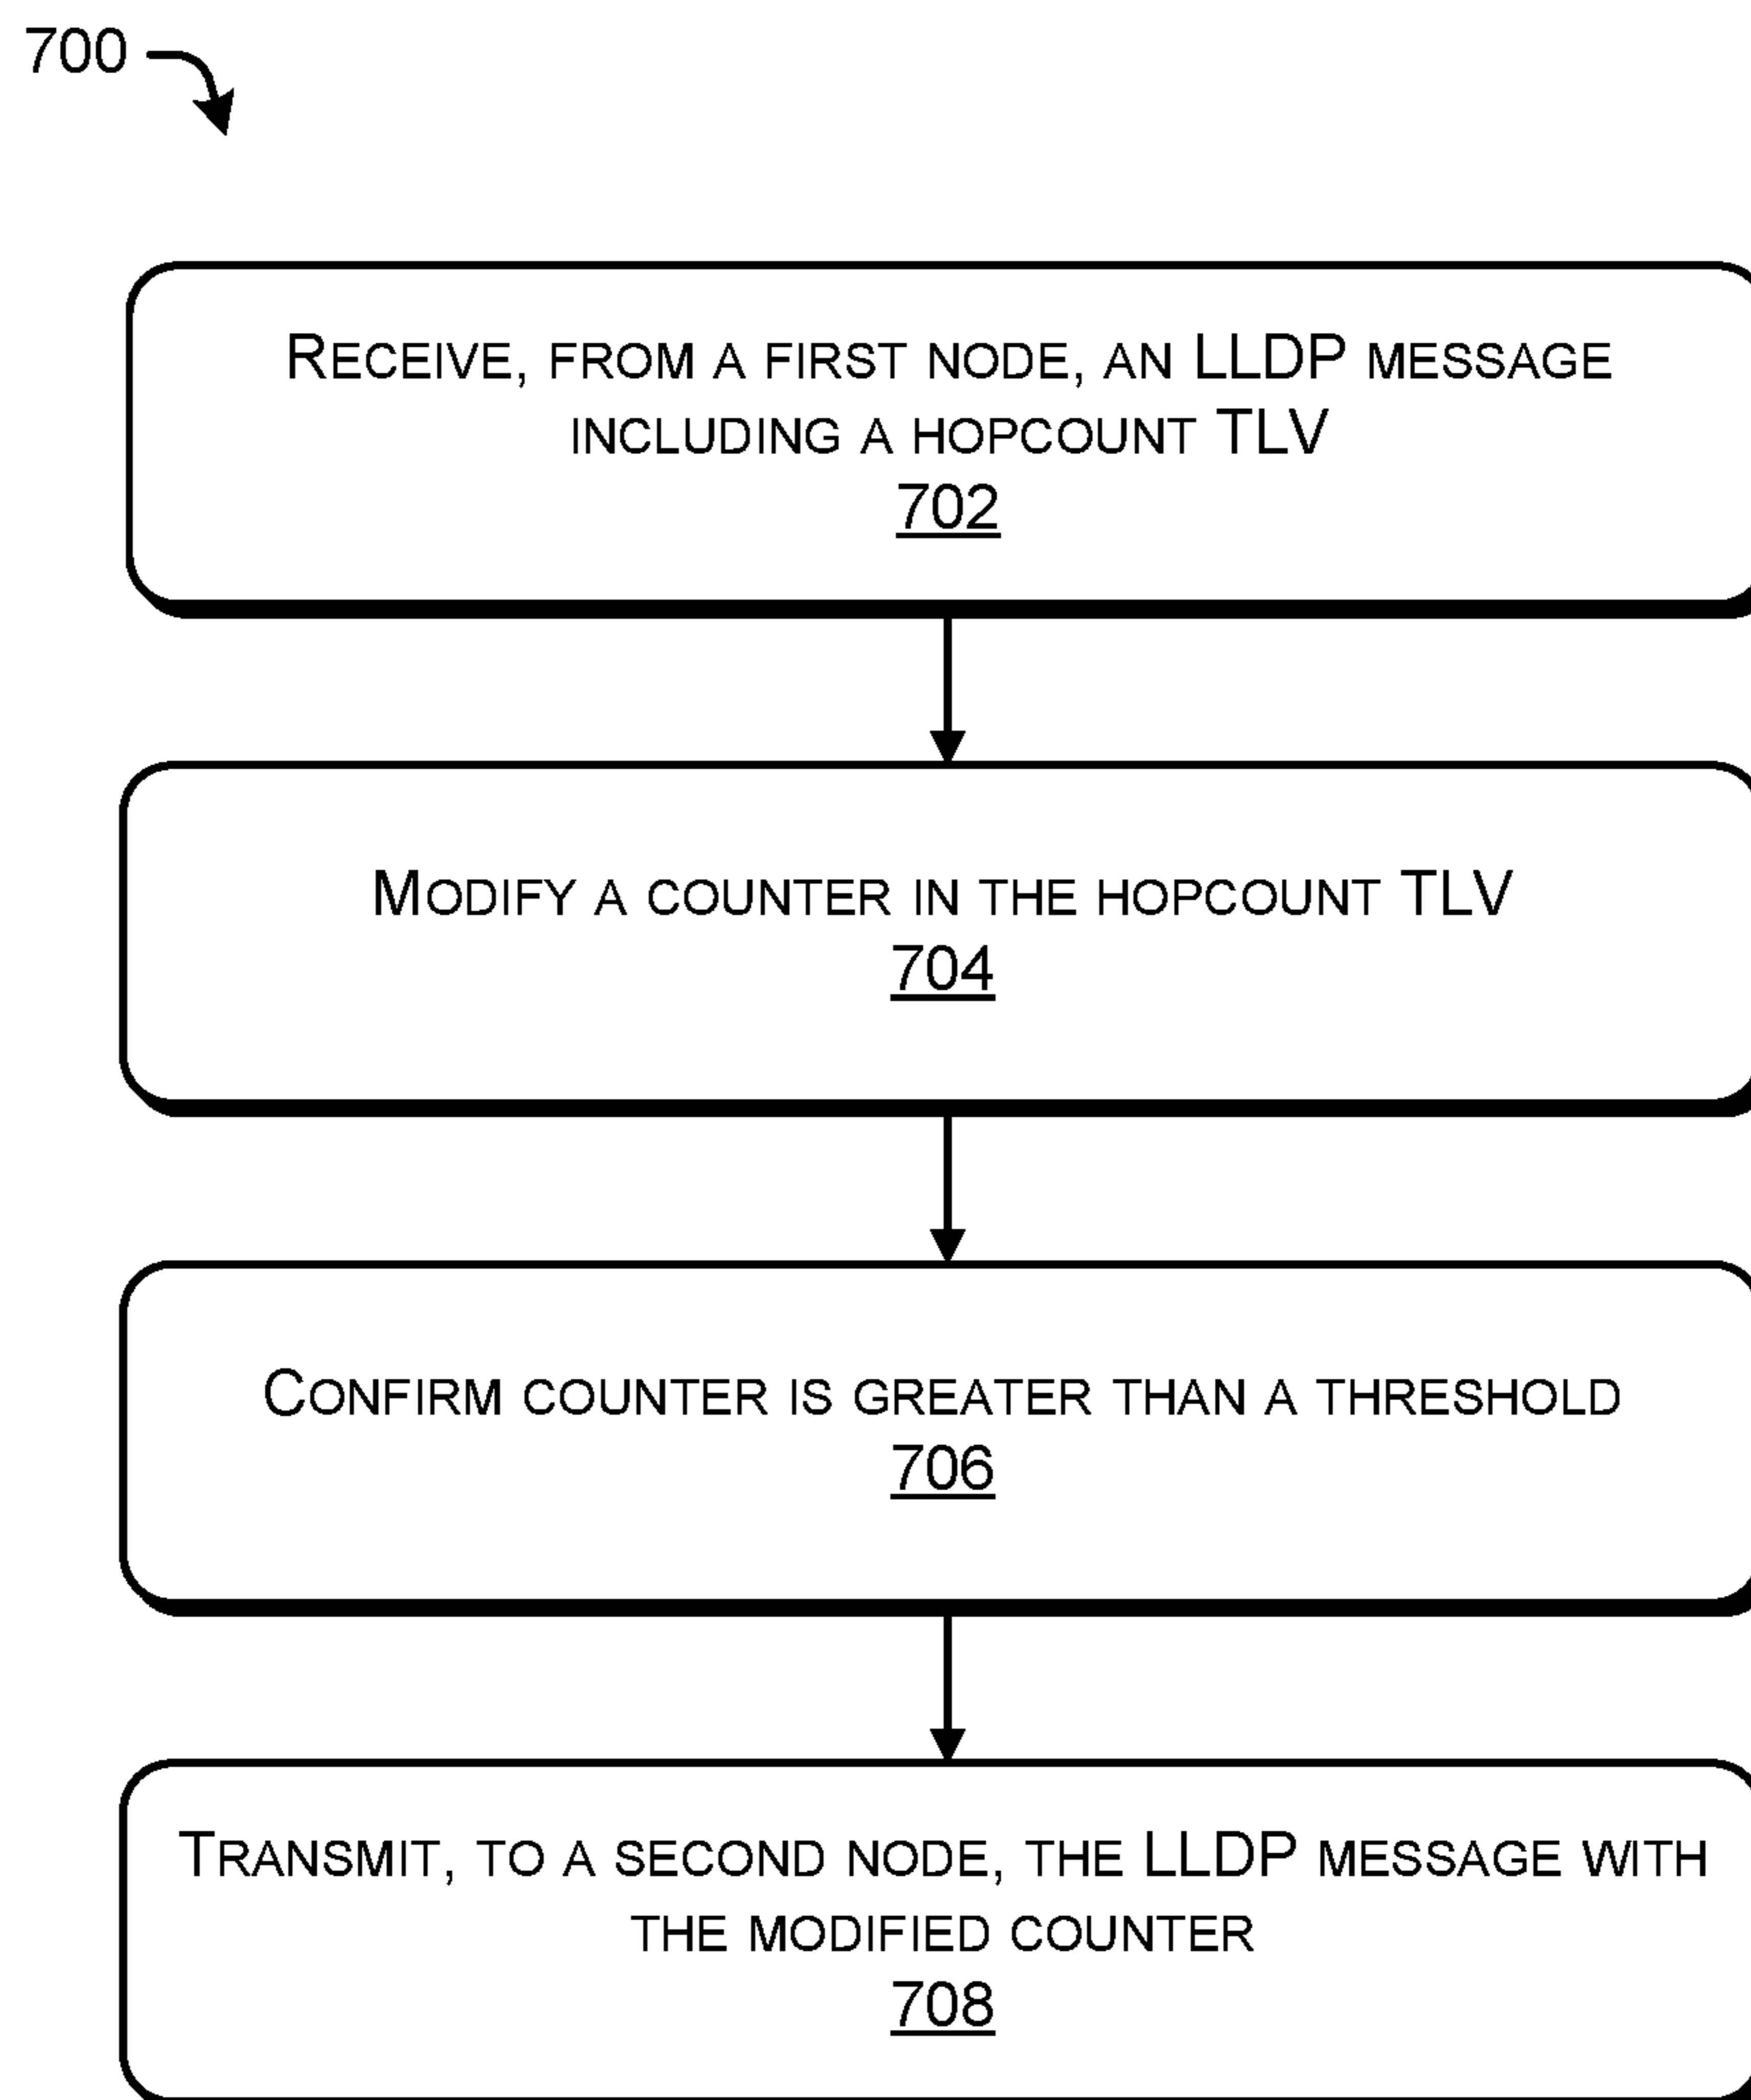 700
RECEIVE, FROM A FIRST NODE, AN LLDP MESSAGE
INCLUDING A HOPCOUNT TLV
702
MODIFY A COUNTER IN THE HOPCOUNT TLV
704
CONFIRM COUNTER IS GREATER THAN A THRESHOLD
706
TRANSMIT, TO A SECOND NODE, THE LLDP MESSAGE WITH
THE MODIFIED COUNTER
708